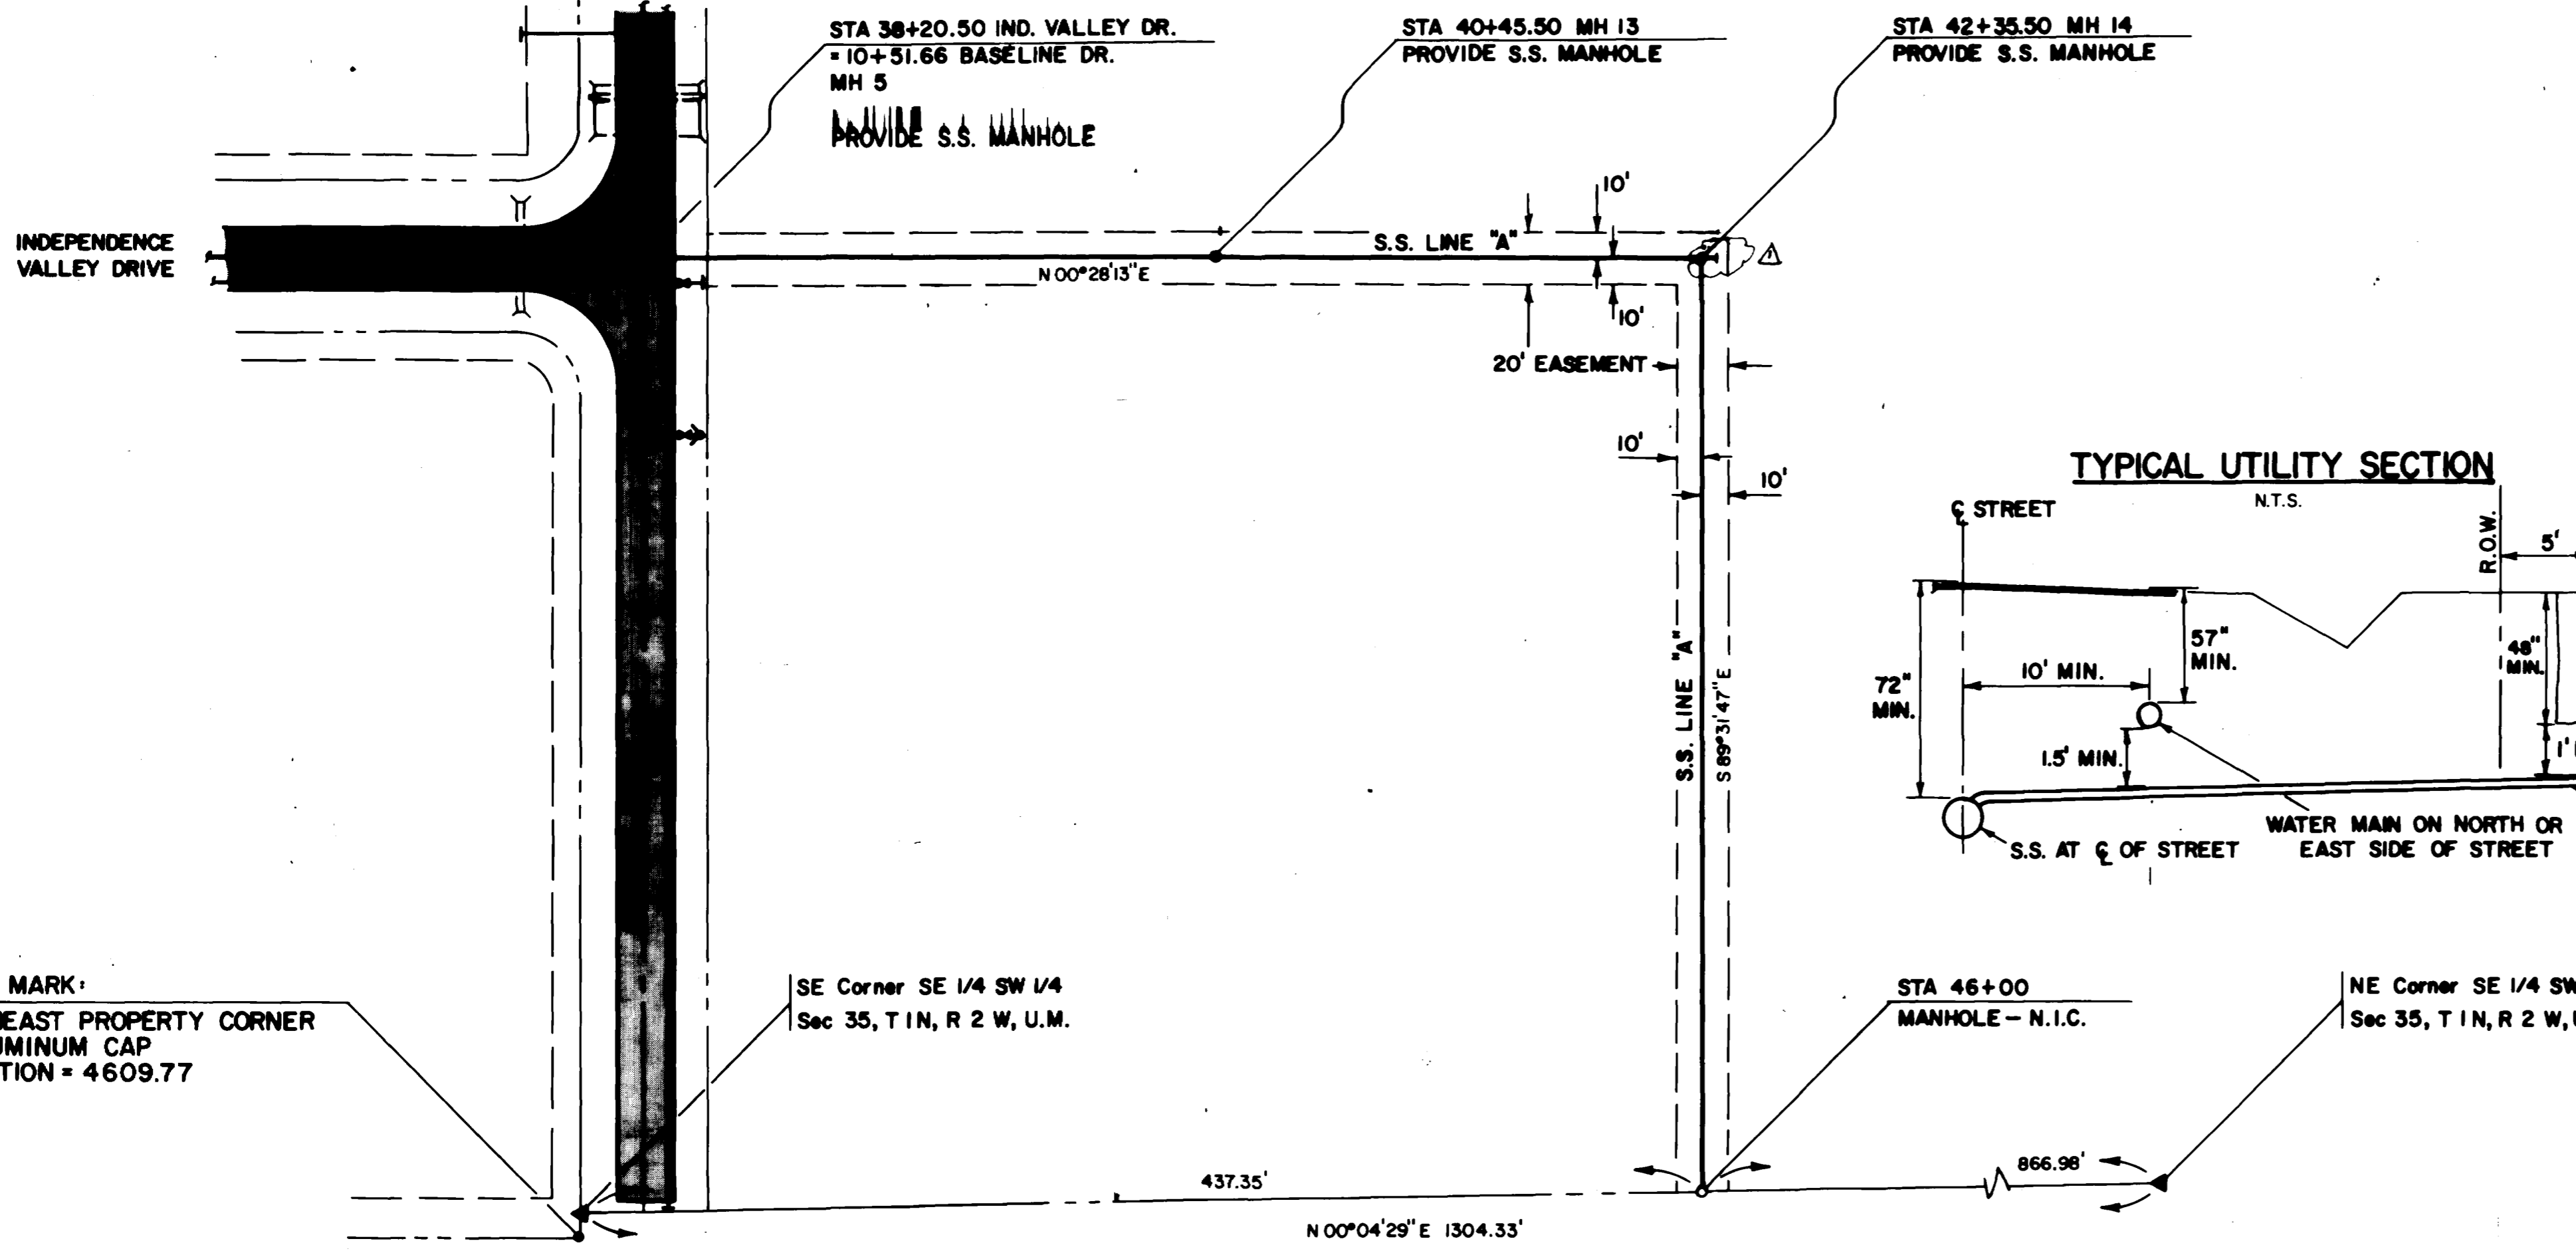 STA 38+20.50 IND. VALLEY DR.
= 10+51.66 BASELINE DR.
MH 5
PROVIDE S.S. MANHOLE
STA 40+45.50 MH 13
PROVIDE S.S. MANHOLE
STA 42+35.50 MH 14
PROVIDE S.S. MANHOLE
INDEPENDENCE
VALLEY DRIVE
10'
S.S. LINE "A"
N 00°28'13" E
1
10'
20' EASEMENT
10'
10'
S.S. LINE "A"
S 89°31'47" E
TYPICAL UTILITY SECTION
N.T.S.
℄ STREET
R.O.W.
5'
57"
MIN.
48"
MIN.
10' MIN.
72"
MIN.
1.5' MIN.
1'
WATER MAIN ON NORTH OR
EAST SIDE OF STREET
S.S. AT ℄ OF STREET
MARK:
EAST PROPERTY CORNER
UMINUM CAP
TION = 4609.77
SE Corner SE 1/4 SW 1/4
Sec 35, T 1 N, R 2 W, U.M.
STA 46+00
MANHOLE - N.I.C.
NE Corner SE 1/4 SW
Sec 35, T 1 N, R 2 W,
437.35'
866.98'
N 00°04'29" E 1304.33'